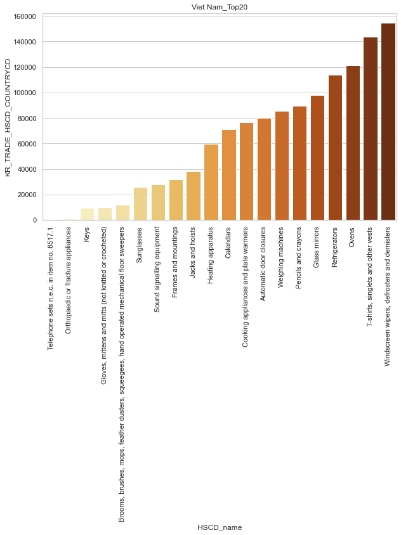 Viet Nam_Top20
KR_TRADE_HSCD_COUNTRYCD
160000
140000
120000
100000
80000
60000
40000
20000
0
Telephone sets n.e.c. in item no. 8517.1
Orthopaedic or fracture appliances
Keys
Gloves, mittens and mitts (not knitted or crocheted)
Brooms, brushes, mops, feather dusters, squeegees, hand operated mechanical floor sweepers
Sunglasses
Sound signalling equipment
Frames and mountings
Jacks and hoists
Heating apparatus
Calendars
Cooking appliances and plate warmers
Automatic door closures
Weighing machines
Pencils and crayons
Glass mirrors
Refrigerators
Ovens
T-shirts, singlets and other vests
Windscreen wipers, defrosters and demisters
HSCD_name